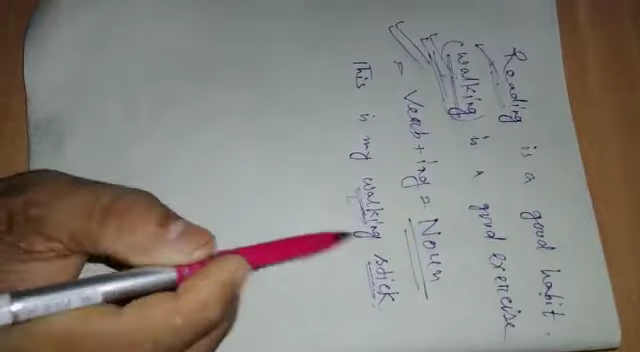 Reading is a good habit.
(Walking) is a good exercise
= Verb + ing = Noun
This is my walking stick